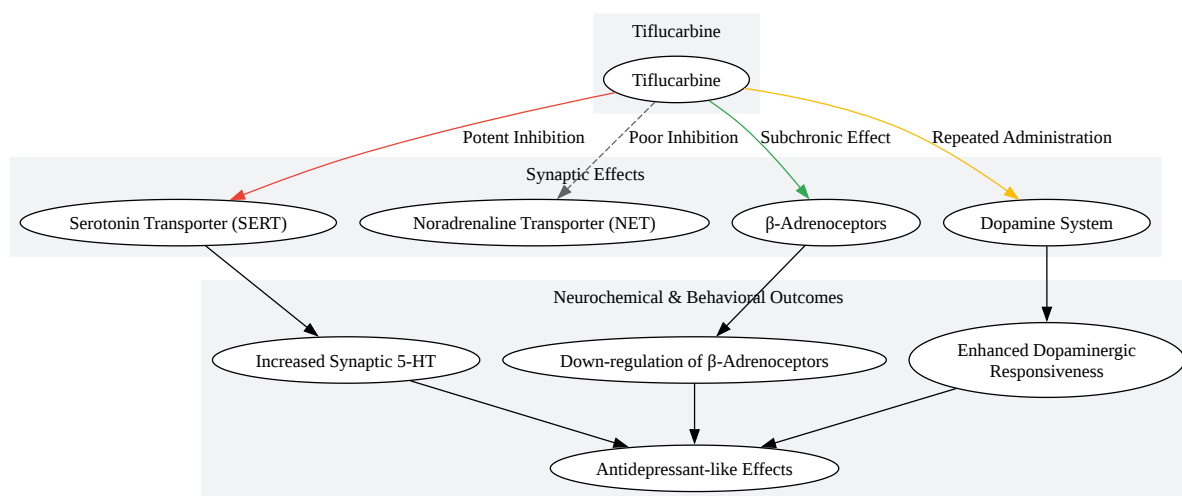 Tiflucarbine
Tiflucarbine
Potent Inhibition
Poor Inhibition
Subchronic Effect
Repeated Administration
Synaptic Effects
Serotonin Transporter (SERT)
Noradrenaline Transporter (NET)
β-Adrenoceptors
Dopamine System
Neurochemical & Behavioral Outcomes
Increased Synaptic 5-HT
Down-regulation of β-Adrenoceptors
Enhanced Dopaminergic
Responsiveness
Antidepressant-like Effects